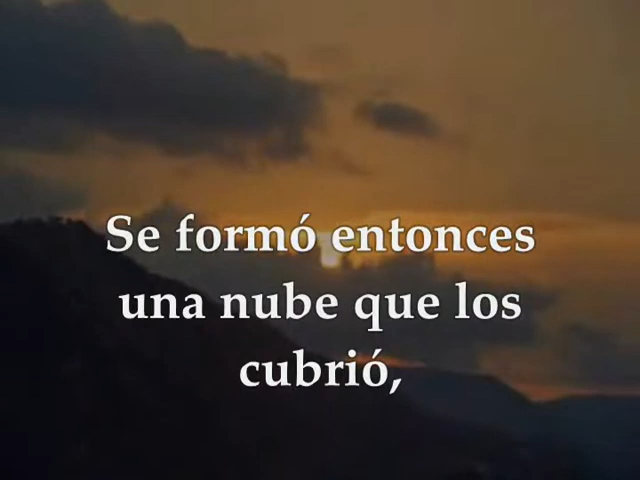 Se formó entonces
una nube que los
cubrió,